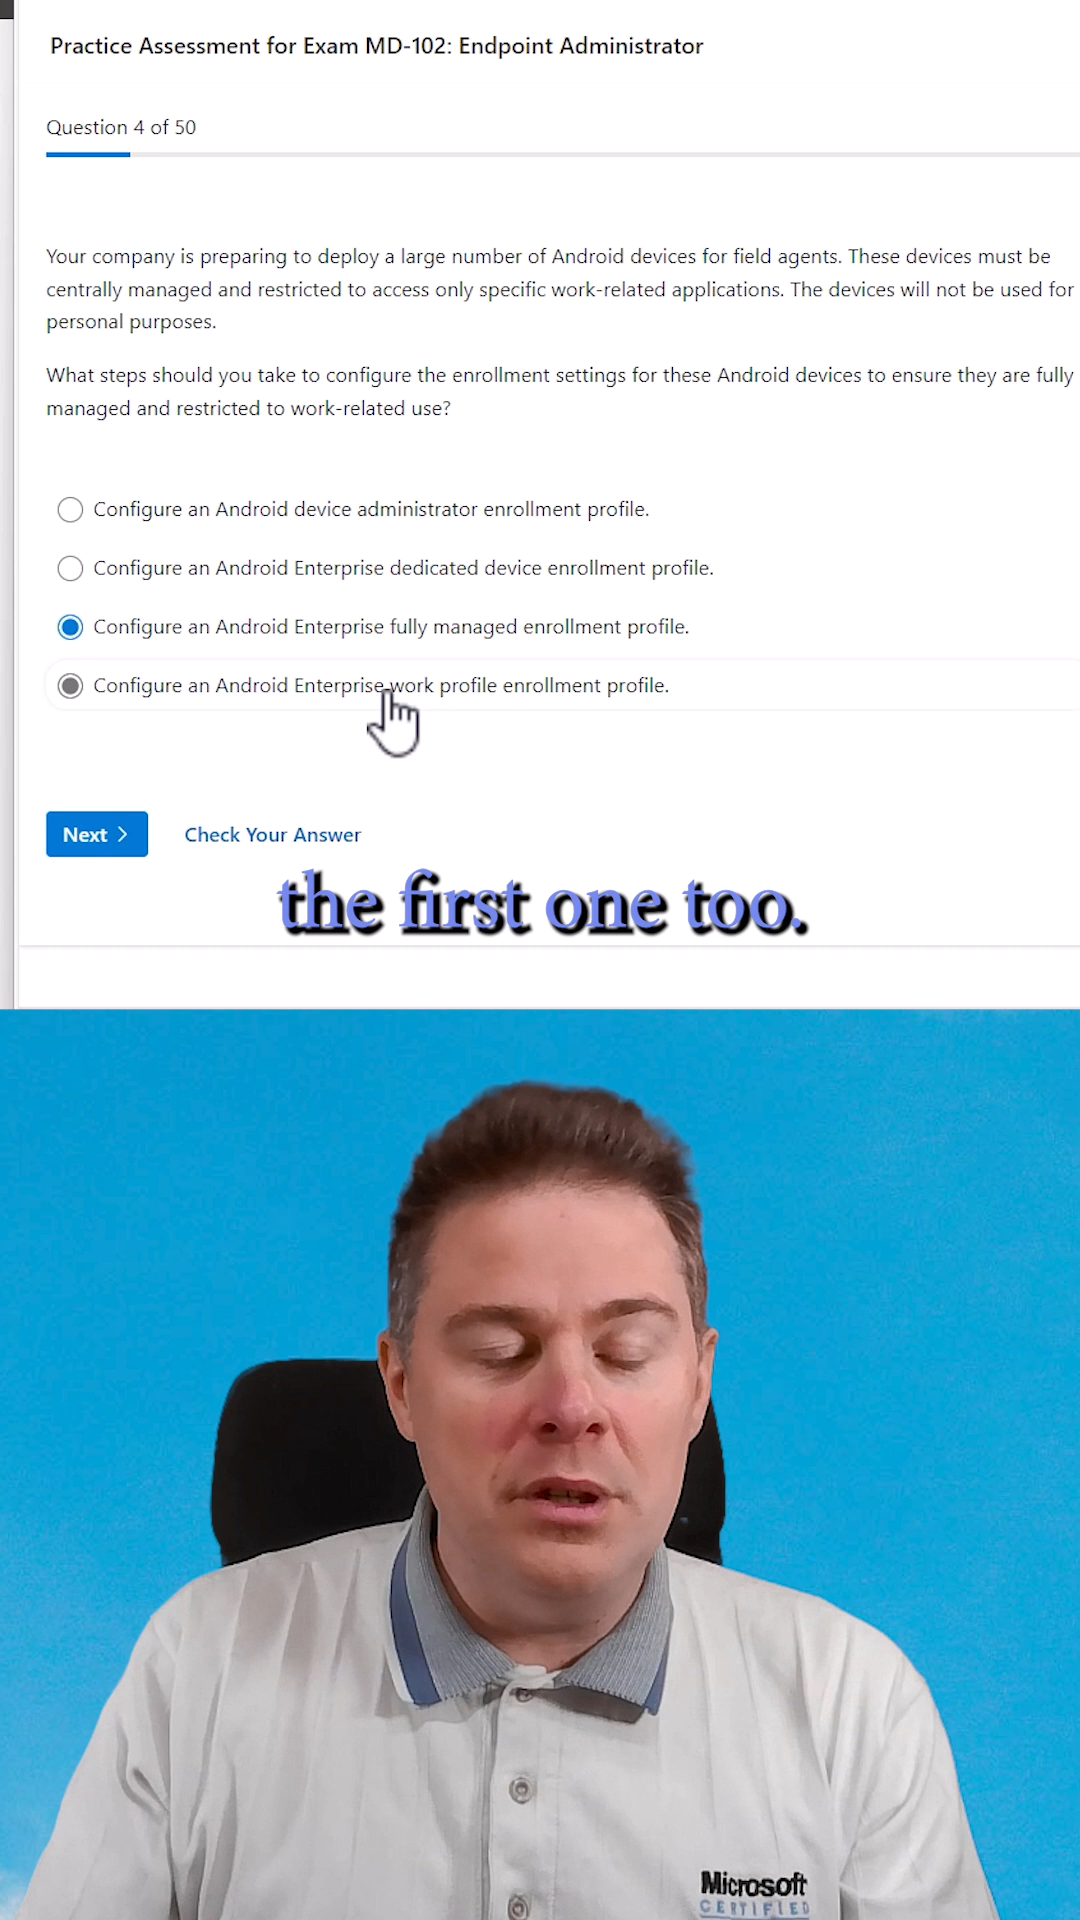 Practice Assessment for Exam MD-102: Endpoint Administrator
Question 4 of 50
Your company is preparing to deploy a large number of Android devices for field agents. These devices must be
centrally managed and restricted to access only specific work-related applications. The devices will not be used for
personal purposes.
What steps should you take to configure the enrollment settings for these Android devices to ensure they are fully
managed and restricted to work-related use?
Configure an Android device administrator enrollment profile.
Configure an Android Enterprise dedicated device enrollment profile.
Configure an Android Enterprise fully managed enrollment profile.
Configure an Android Enterprise work profile enrollment profile.
Next
Check Your Answer
the first one too.
Microsoft
CERTIFIED